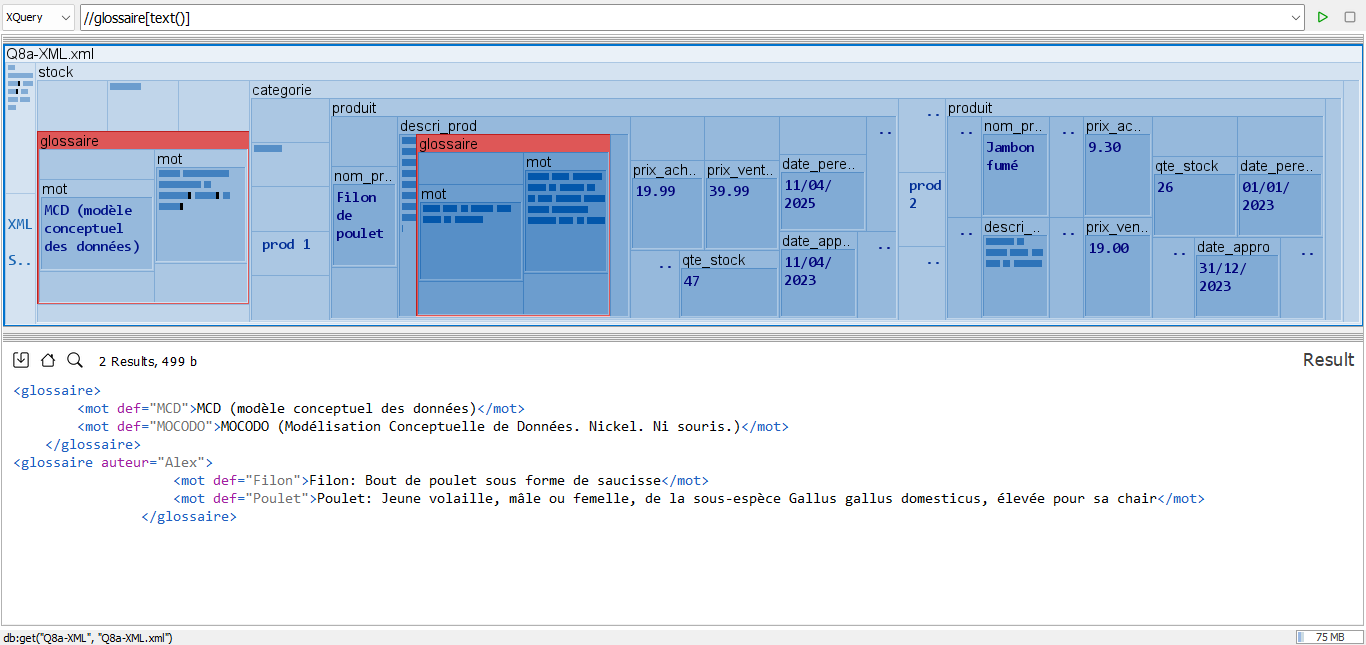 XQuery //glossaire[text()]
Q8a-XML.xml
stock
categorie
produit
produit
descri_prod
nom_pr..
prix_ac..
glossaire
glossaire
Jambon
fumé
9.30
mot
mot
date_pere..
qte_stock
date_pere..
nom_pr..
prix_ach..
prix_vent..
11/04/
2025
prod
2
26
01/01/
2023
mot
mot
Filon
de
poulet
19.99
39.99
MCD (modèle
conceptuel
des données)
XML
S..
prod 1
date_app..
descri_..
prix_ven..
qte_stock
11/04/
2023
19.00
date_appro
47
31/12/
2023
2 Results, 499 b
Result
<glossaire>
<mot def="MCD">MCD (modèle conceptuel des données)</mot>
<mot def="MOCODO">MOCODO (Modélisation Conceptuelle de Données. Nickel. Ni souris.)</mot>
</glossaire>
<glossaire auteur="Alex">
<mot def="Filon">Filon: Bout de poulet sous forme de saucisse</mot>
<mot def="Poulet">Poulet: Jeune volaille, mâle ou femelle, de la sous-espèce Gallus gallus domesticus, élevée pour sa chair</mot>
</glossaire>
db:get("Q8a-XML", "Q8a-XML.xml")
75 MB